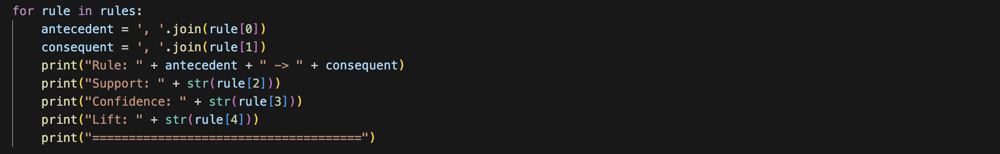 for rule in rules:
    antecedent = ', '.join(rule[0])
    consequent = ', '.join(rule[1])
    print("Rule: " + antecedent + " -> " + consequent)
    print("Support: " + str(rule[2]))
    print("Confidence: " + str(rule[3]))
    print("Lift: " + str(rule[4]))
    print("=====================================")